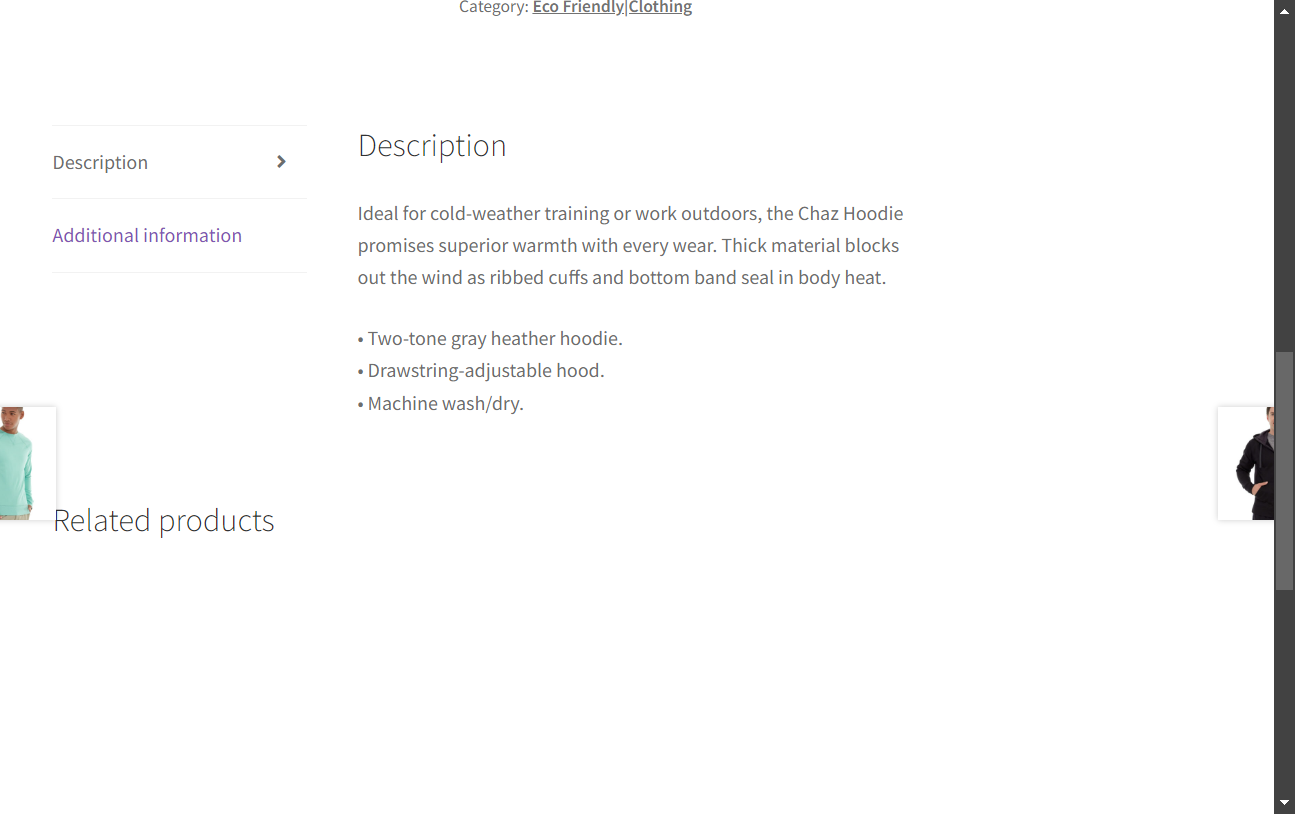 Category: Eco Friendly|Clothing
Description
Additional information
Description
Ideal for cold-weather training or work outdoors, the Chaz Hoodie
promises superior warmth with every wear. Thick material blocks
out the wind as ribbed cuffs and bottom band seal in body heat.
• Two-tone gray heather hoodie.
• Drawstring-adjustable hood.
• Machine wash/dry.
Related products